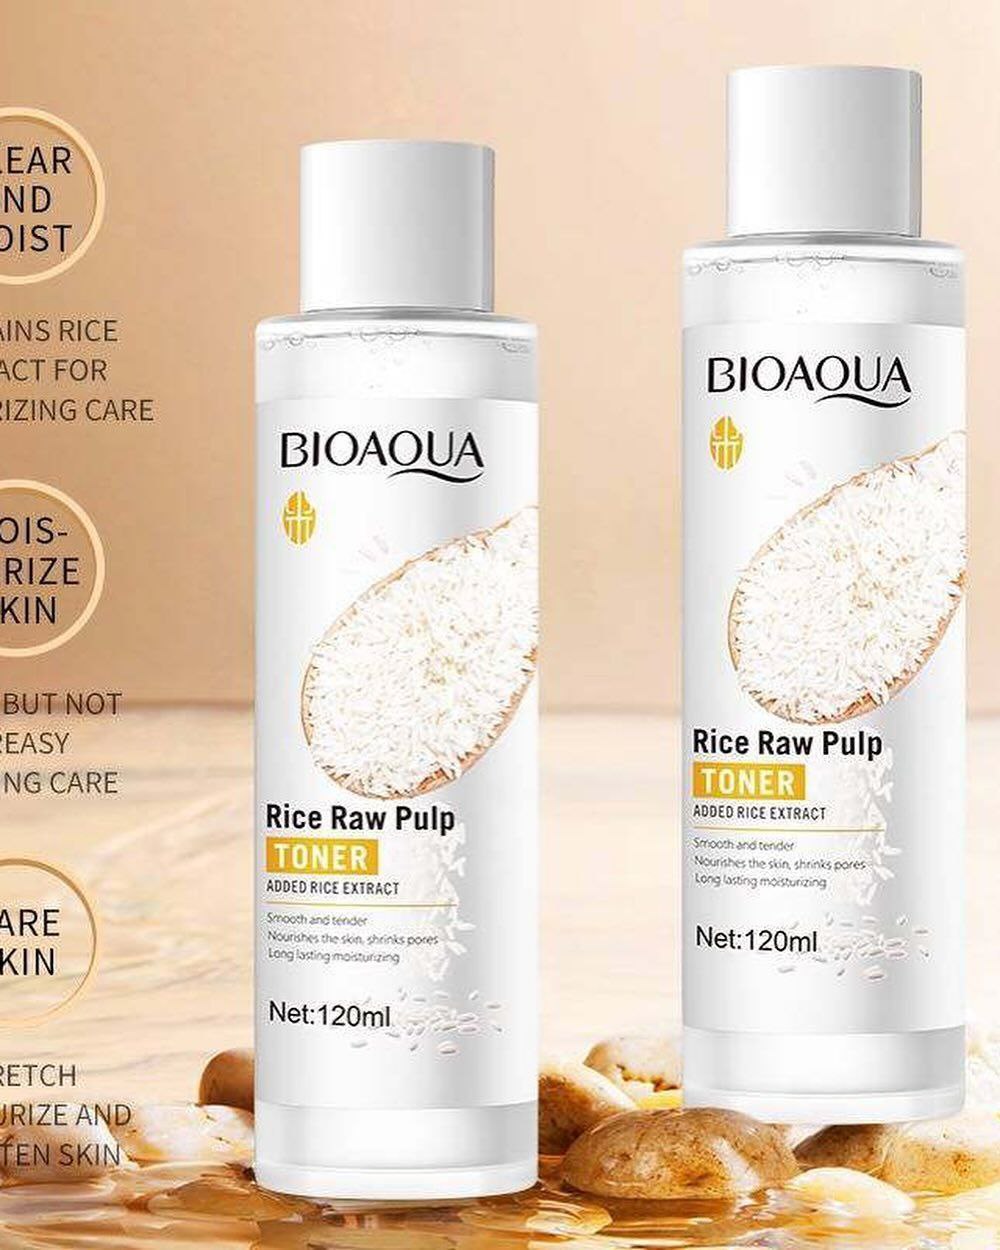 LEAR
ND
OIST
AINS RICE
ACT FOR
RIZING CARE
OIS-
RIZE
KIN
BUT NOT
REASY
NG CARE
ARE
KIN
RETCH
URIZE AND
TEN SKIN
BIOAQUA
Rice Raw Pulp
TONER
ADDED RICE EXTRACT
Smooth and tender
Nourishes the skin, shrinks pores
Long lasting moisturizing
Net:120ml
BIOAQUA
Rice Raw Pulp
TONER
ADDED RICE EXTRACT
Smooth and tender
Nourishes the skin, shrinks pores
Long lasting moisturizing
Net:120ml